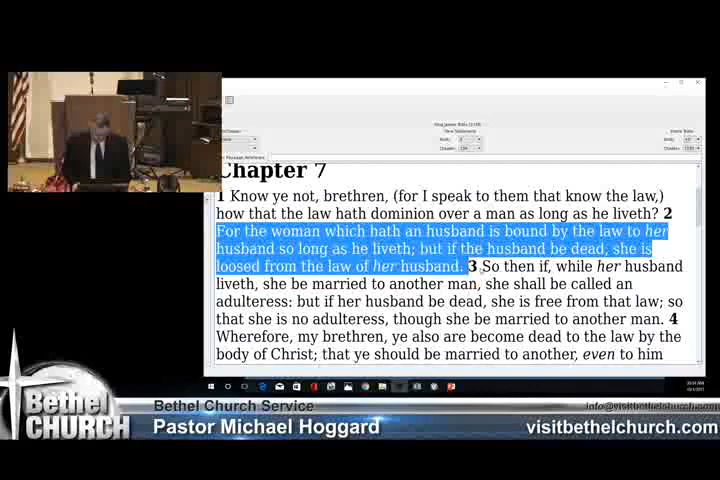 King James Bible (1769)
New Testament
Chapter 7
1 Know ye not, brethren, (for I speak to them that know the law,)
how that the law hath dominion over a man as long as he liveth? 2
For the woman which hath an husband is bound by the law to her
husband so long as he liveth; but if the husband be dead, she is
loosed from the law of her husband. 3 So then if, while her husband
liveth, she be married to another man, she shall be called an
adulteress: but if her husband be dead, she is free from that law; so
that she is no adulteress, though she be married to another man. 4
Wherefore, my brethren, ye also are become dead to the law by the
body of Christ; that ye should be married to another, even to him
Bethel
CHURCH
Bethel Church Service
info@visitbethelchurch.com
Pastor Michael Hoggard
visitbethelchurch.com